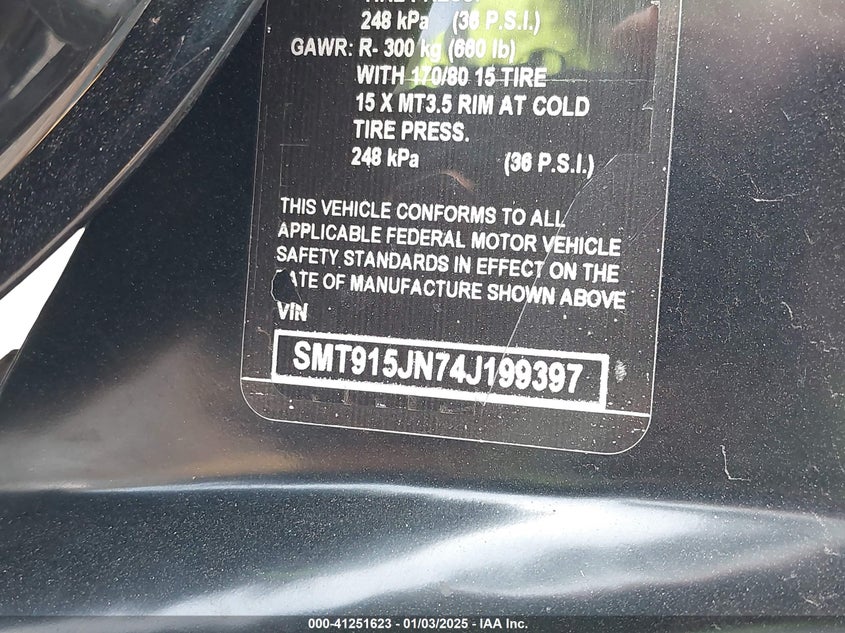 248 kPa (36 P.S.I.)
GAWR: R- 300 kg (660 lb)
WITH 170/80 15 TIRE
15 X MT3.5 RIM AT COLD
TIRE PRESS.
248 kPa (36 P.S.I.)
THIS VEHICLE CONFORMS TO ALL
APPLICABLE FEDERAL MOTOR VEHICLE
SAFETY STANDARDS IN EFFECT ON THE
DATE OF MANUFACTURE SHOWN ABOVE
VIN
SMT915JN74J199397
000-41251623 - 01/03/2025 - IAA Inc.